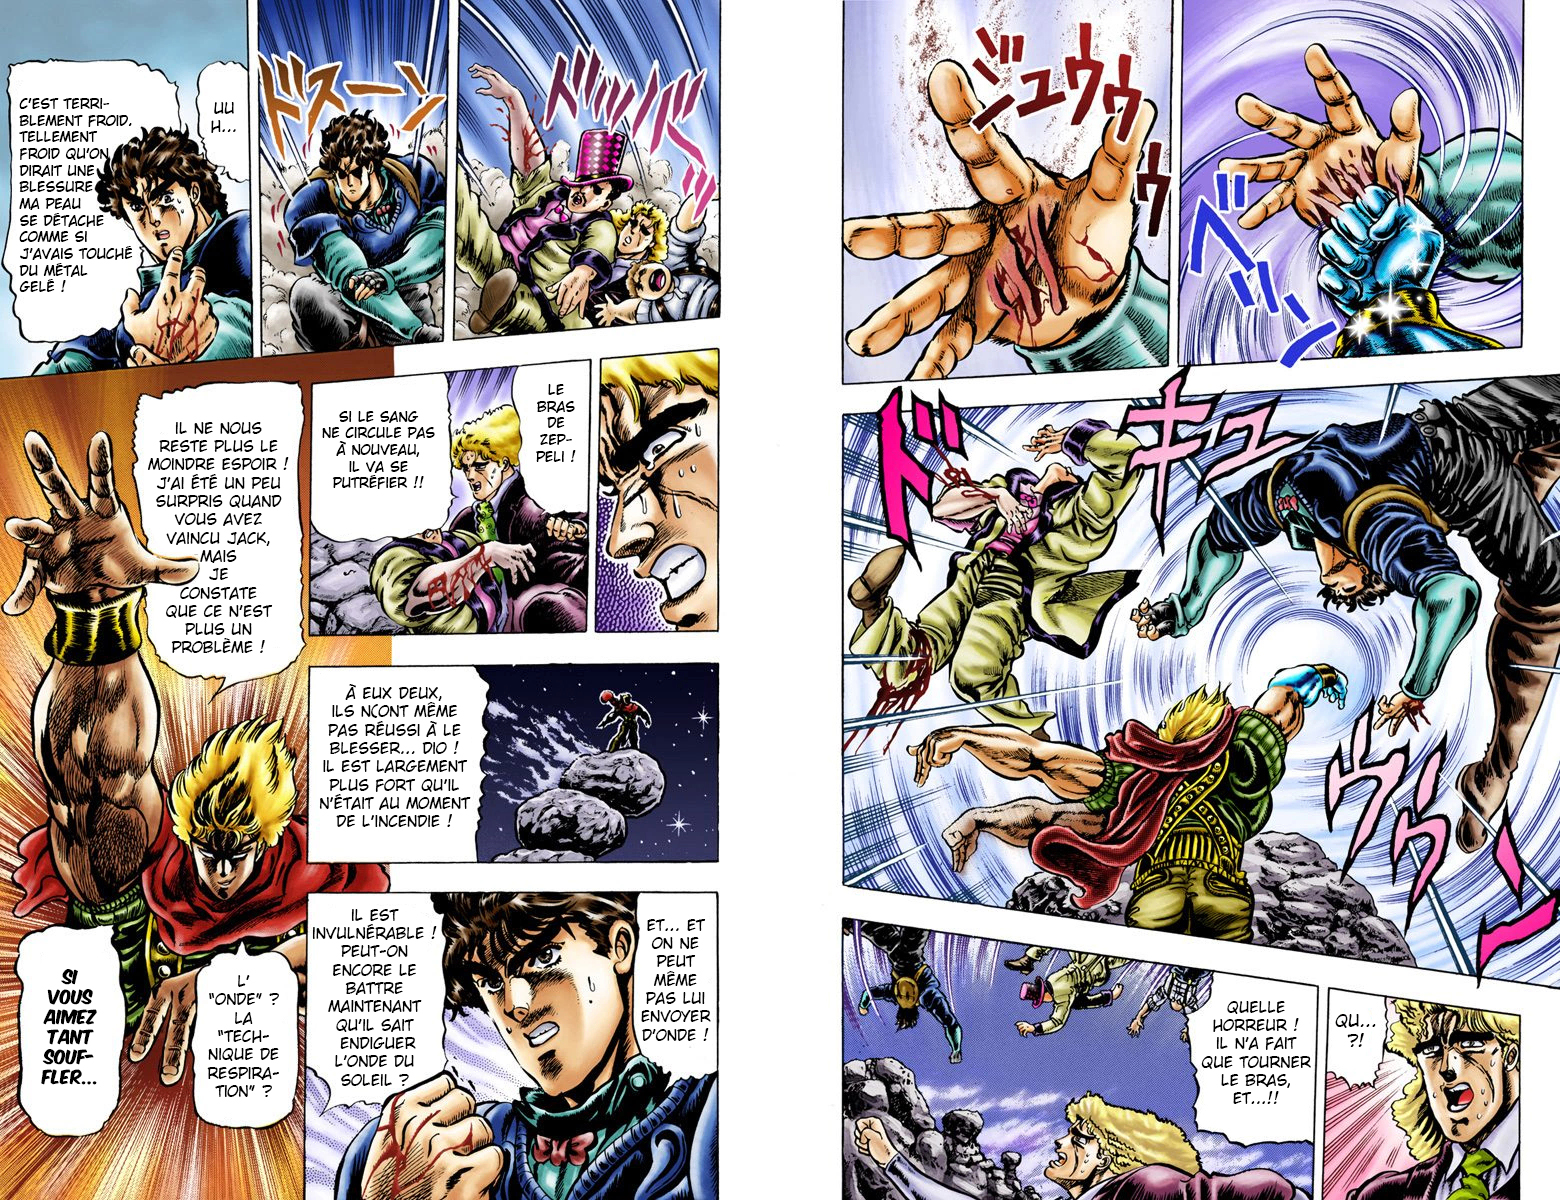 ジュウウウ
ドキュ
ウウウン
QU...
?!
QUELLE
HORREUR !
IL N'A FAIT
QUE TOURNER
LE BRAS,
ET...!!
ドスーン
UU
H...
C'EST TERRI-
BLEMENT FROID.
TELLEMENT
FROID QU'ON
DIRAIT UNE
BLESSURE
MA PEAU
SE DÉTACHE
COMME SI
J'AVAIS TOUCHÉ
DU MÉTAL
GELÉ !
LE
BRAS
DE
ZEP-
PELI !
SI LE SANG
NE CIRCULE PAS
À NOUVEAU,
IL VA SE
PUTRÉFIER !!
À EUX DEUX,
ILS N(ONT MÊME
PAS RÉUSSI À LE
BLESSER... DIO !
IL EST LARGEMENT
PLUS FORT QU'IL
N'ÉTAIT AU MOMENT
DE L'INCENDIE !
ET... ET
ON NE
PEUT
MÊME
PAS LUI
ENVOYER
D'ONDE !
IL EST
INVULNÉRABLE !
PEUT-ON
ENCORE LE
BATTRE
MAINTENANT
QU'IL SAIT
ENDIGUER
L'ONDE DU
SOLEIL ?
IL NE NOUS
RESTE PLUS LE
MOINDRE ESPOIR !
J'AI ÉTÉ UN PEU
SURPRIS QUAND
VOUS AVEZ
VAINCU JACK,
MAIS
JE
CONSTATE
QUE CE N'EST
PLUS UN
PROBLÈME !
L'
"ONDE" ?
LA
"TECH-
NIQUE DE
RESPIRA-
TION" ?
SI
VOUS
AIMEZ
TANT
SOUF-
FLER...